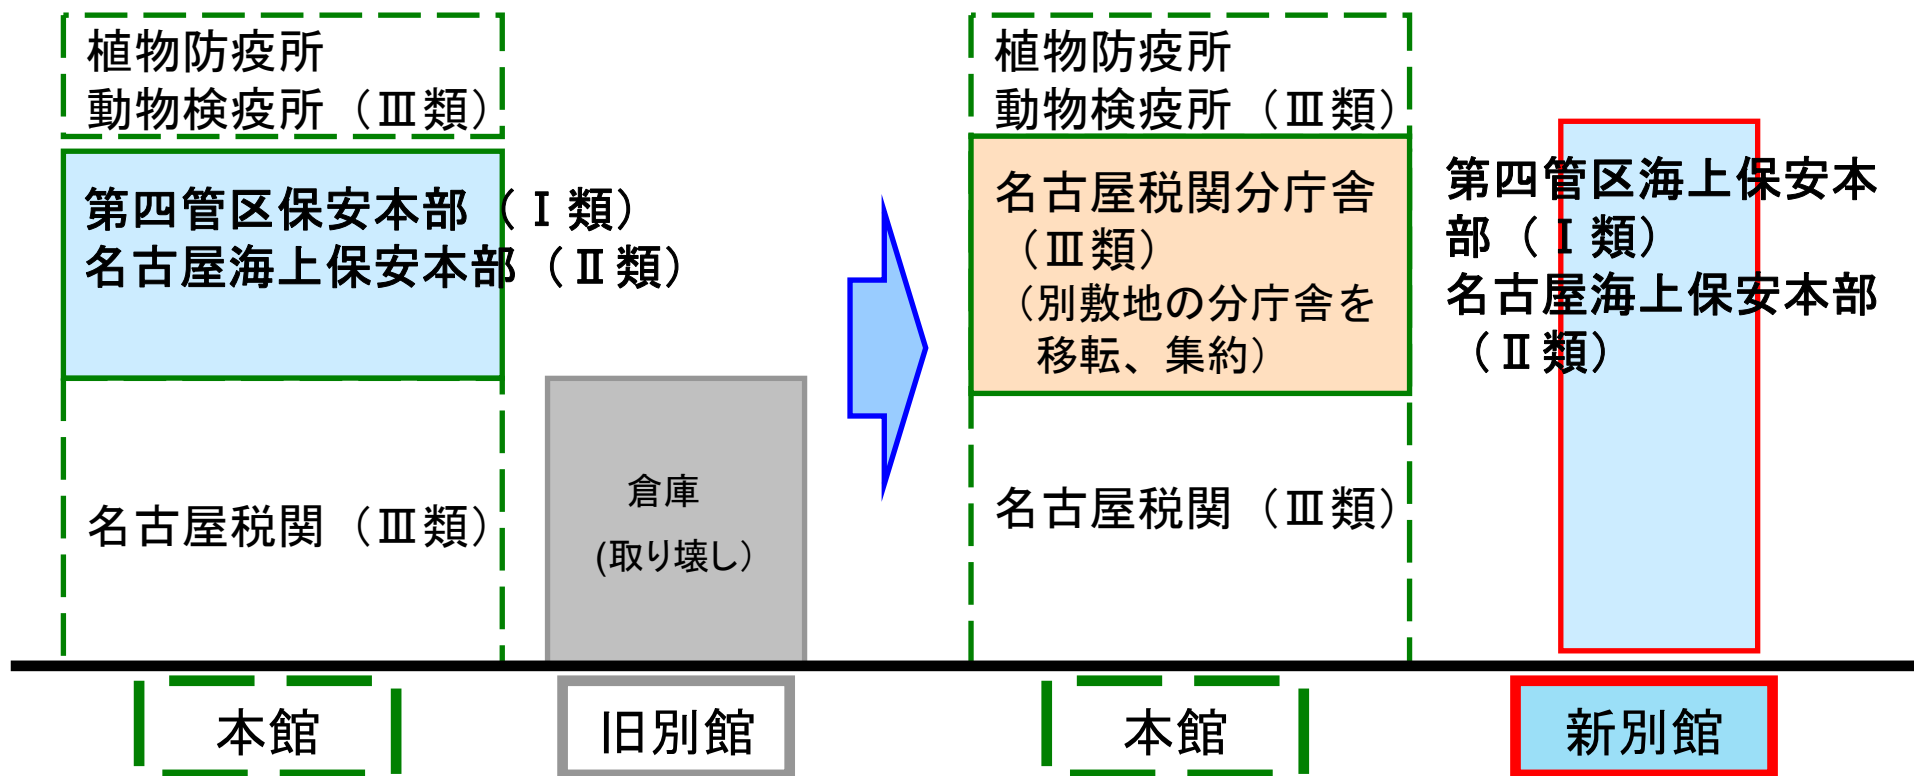 植物防疫所
動物検疫所（Ⅲ類）
第四管区保安本部（Ⅰ類）
名古屋海上保安本部（Ⅱ類）
名古屋税関（Ⅲ類）
倉庫
(取り壊し）
本館
旧別館
植物防疫所
動物検疫所（Ⅲ類）
名古屋税関分庁舎
（Ⅲ類）
（別敷地の分庁舎を
移転、集約）
名古屋税関（Ⅲ類）
第四管区海上保安本
部（Ⅰ類）
名古屋海上保安本部
（Ⅱ類）
本館
新別館